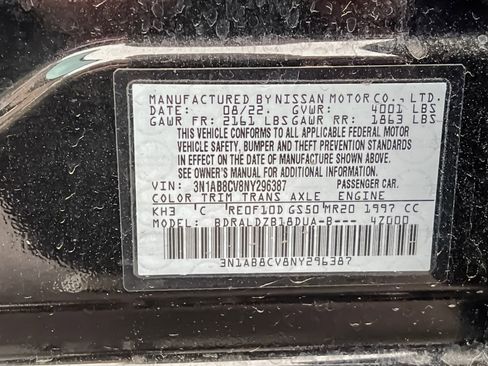 MANUFACTURED BY NISSAN MOTOR CO., LTD.
DATE: 08/22. GVWR: 4001 LBS
GAWR FR: 2161 LBS GAWR RR: 1863 LBS
THIS VEHICLE CONFORMS TO ALL APPLICABLE FEDERAL MOTOR
VEHICLE SAFETY, BUMPER AND THEFT PREVENTION STANDARDS
IN EFFECT ON THE DATE OF MANUFACTURE SHOWN ABOVE.
SEE OWNER'S MANUAL FOR ADDITIONAL INFORMATION
VIN: 3N1AB8CV8NY296387 PASSENGER CAR.
COLOR TRIM TRANS AXLE ENGINE
KH3 C RE0F10D GS50 MR20 1997 CC
MODEL: BDRALDZB18DUA-B--- 4Z000
3N1AB8CV8NY296387